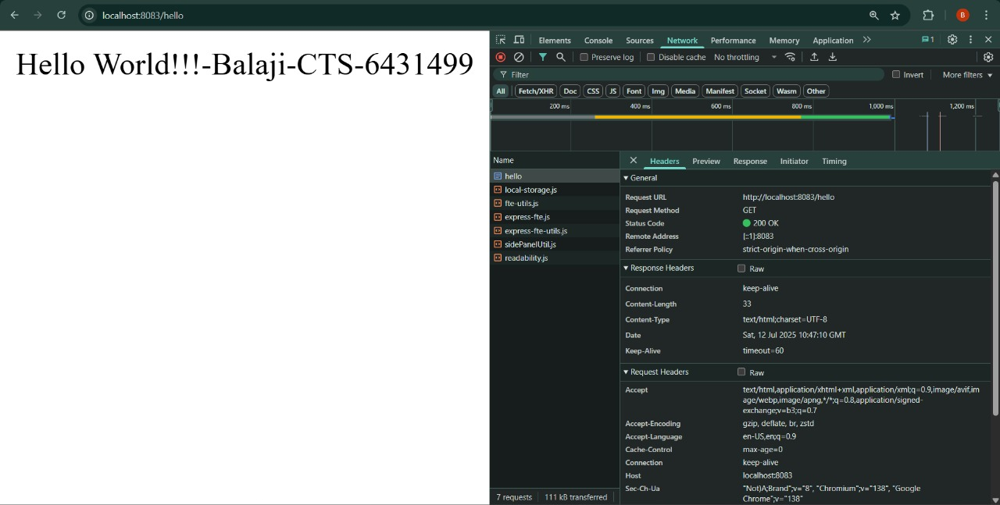 localhost:8083/hello
B
Hello World!!!-Balaji-CTS-6431499
Elements Console Sources Network Performance Memory Application 1
Preserve log Disable cache No throttling
Filter Invert More filters
All Fetch/XHR Doc CSS JS Font Img Media Manifest Socket Wasm Other
200 ms 400 ms 600 ms 800 ms 1,000 ms 1,200 ms
Name
hello
local-storage.js
fte-utils.js
express-fte.js
express-fte-utils.js
sidePanelUtil.js
readability.js
7 requests 111 kB transferred
Headers Preview Response Initiator Timing
General
Request URL http://localhost:8083/hello
Request Method GET
Status Code 200 OK
Remote Address [::1]:8083
Referrer Policy strict-origin-when-cross-origin
Response Headers Raw
Connection keep-alive
Content-Length 33
Content-Type text/html;charset=UTF-8
Date Sat, 12 Jul 2025 10:47:10 GMT
Keep-Alive timeout=60
Request Headers Raw
Accept text/html,application/xhtml+xml,application/xml;q=0.9,image/avif,im
age/webp,image/apng,*/*;q=0.8,application/signed-
exchange;v=b3;q=0.7
Accept-Encoding gzip, deflate, br, zstd
Accept-Language en-US,en;q=0.9
Cache-Control max-age=0
Connection keep-alive
Host localhost:8083
Sec-Ch-Ua "Not)A;Brand";v="8", "Chromium";v="138", "Google
Chrome";v="138"